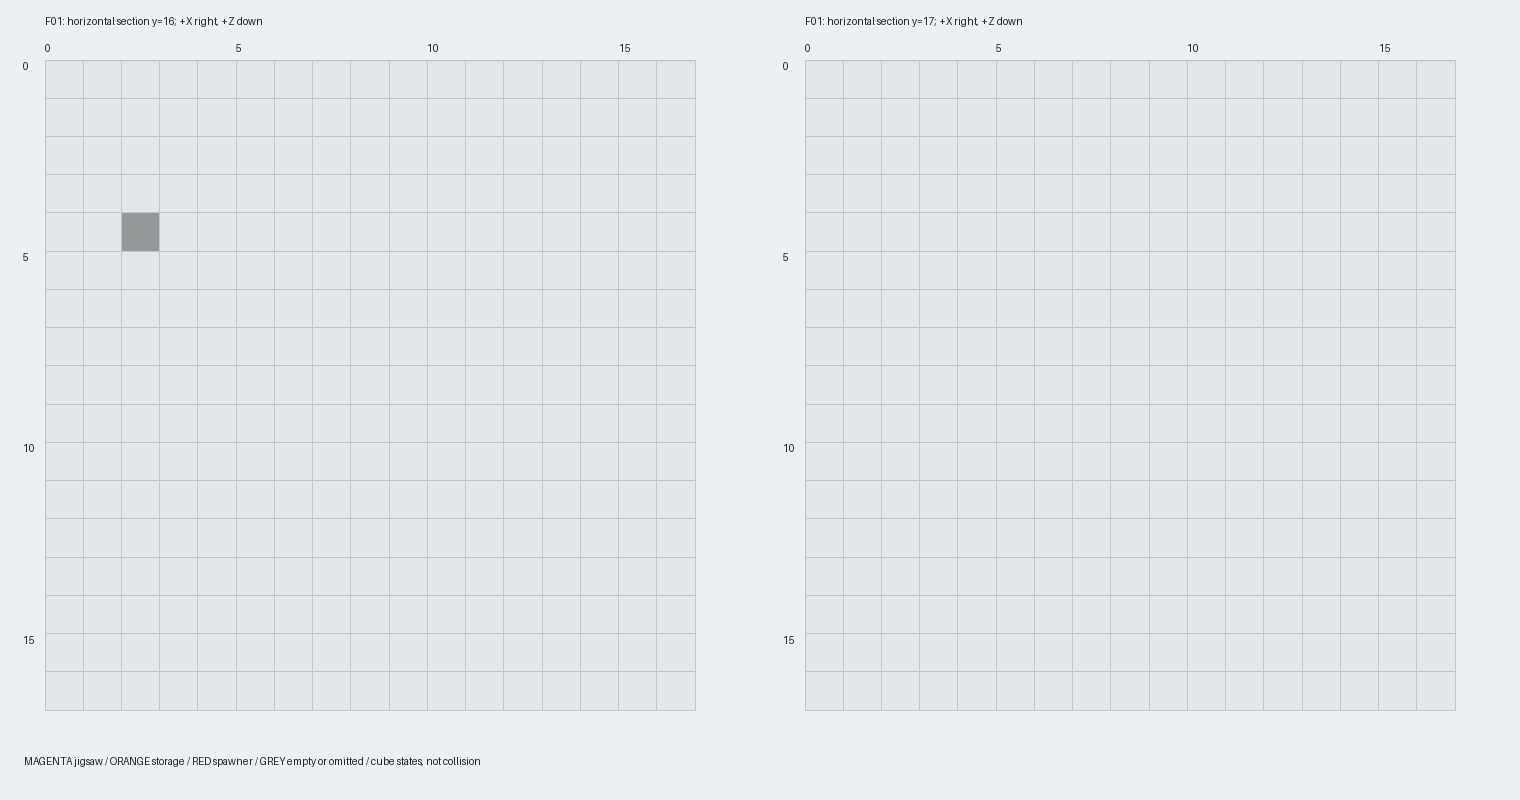 F01: horizontal section y=16; +X right, +Z down
F01: horizontal section y=17; +X right, +Z down
0 5 10 15
0 5 10 15
0
0
5
5
10
10
15
15
MAGENTA jigsaw / ORANGE storage / RED spawner / GREY empty or omitted / cube states, not collision